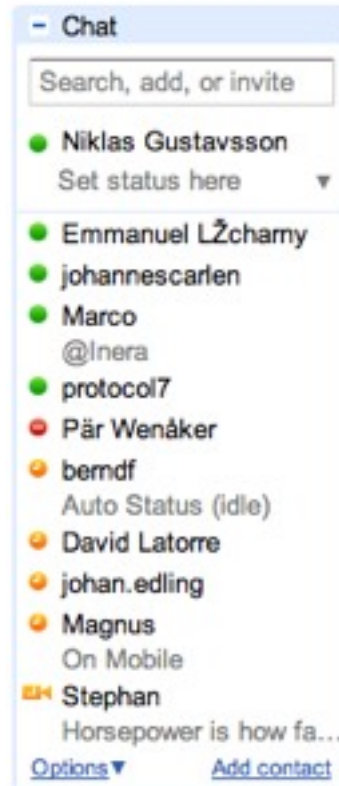 Chat
Search, add, or invite
Niklas Gustavsson
Set status here
Emmanuel LŽcharny
johannescarlen
Marco
@Inera
protocol7
Pär Wenåker
berndf
Auto Status (idle)
David Latorre
johan.edling
Magnus
On Mobile
Stephan
Horsepower is how fa...
Options▼ Add contact